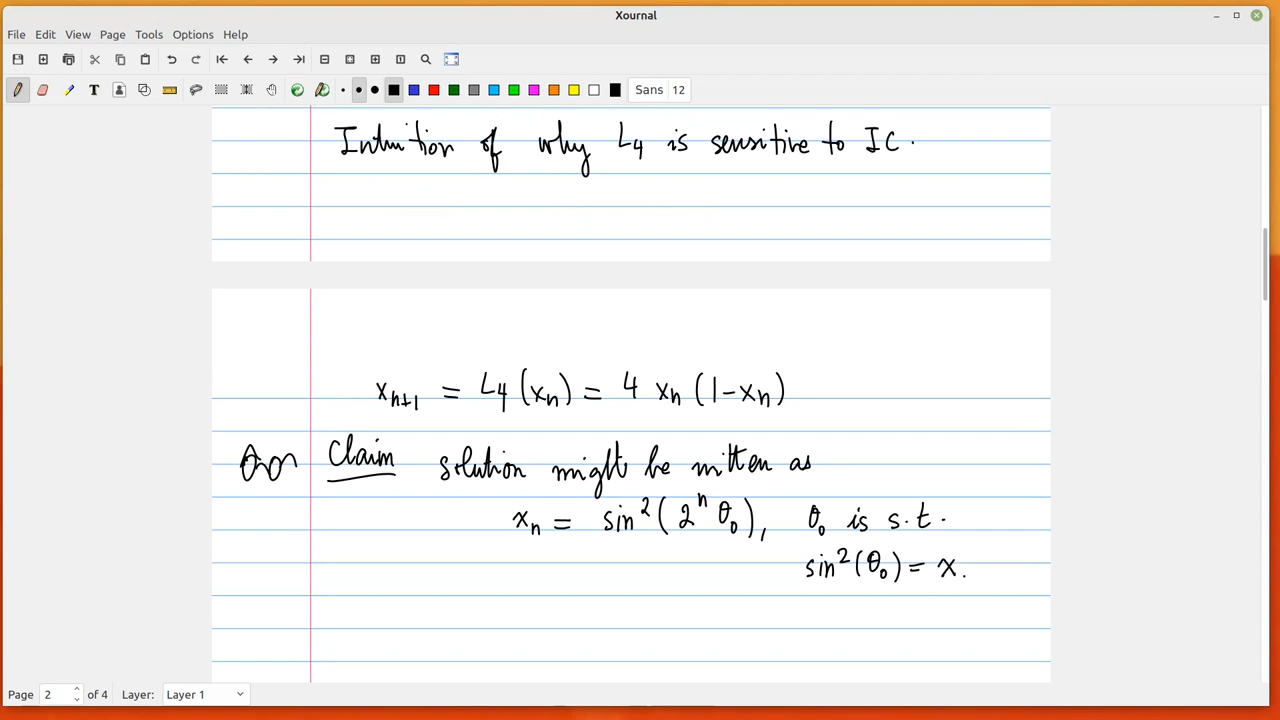 Xournal
File Edit View Page Tools Options Help
Sans 12
Intuition of why L₄ is sensitive to IC.
xₙ₊₁ = L₄(xₙ) = 4 xₙ (1-xₙ)
Claim solution might be written as
xₙ = sin²(2ⁿ θ₀), θ₀ is s.t.
sin²(θ₀) = x.
Page 2 of 4 Layer: Layer 1